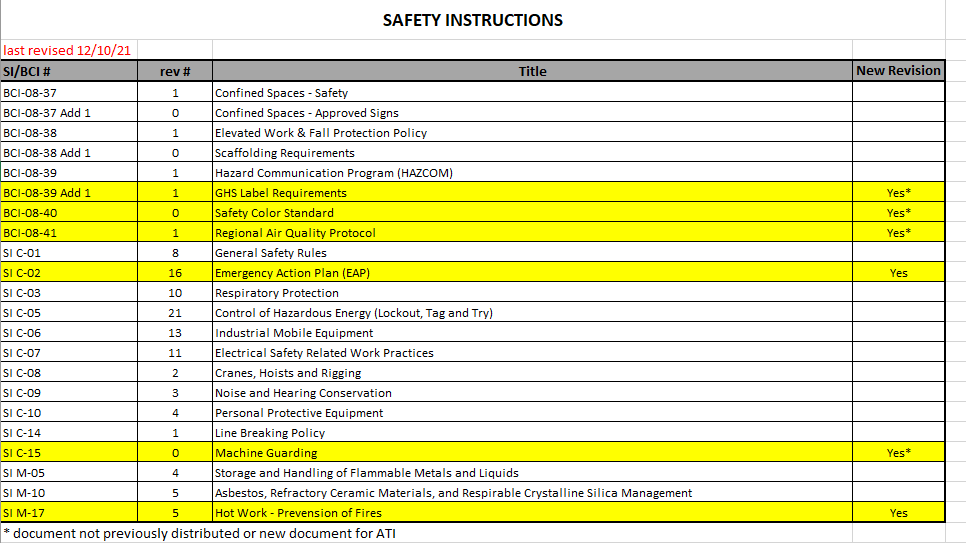 SAFETY INSTRUCTIONS
last revised 12/10/21
SI/BCI # rev # Title New Revision
BCI-08-37 1 Confined Spaces - Safety
BCI-08-37 Add 1 0 Confined Spaces - Approved Signs
BCI-08-38 1 Elevated Work & Fall Protection Policy
BCI-08-38 Add 1 0 Scaffolding Requirements
BCI-08-39 1 Hazard Communication Program (HAZCOM)
BCI-08-39 Add 1 1 GHS Label Requirements Yes*
BCI-08-40 0 Safety Color Standard Yes*
BCI-08-41 1 Regional Air Quality Protocol Yes*
SI C-01 8 General Safety Rules
SI C-02 16 Emergency Action Plan (EAP) Yes
SI C-03 10 Respiratory Protection
SI C-05 21 Control of Hazardous Energy (Lockout, Tag and Try)
SI C-06 13 Industrial Mobile Equipment
SI C-07 11 Electrical Safety Related Work Practices
SI C-08 2 Cranes, Hoists and Rigging
SI C-09 3 Noise and Hearing Conservation
SI C-10 4 Personal Protective Equipment
SI C-14 1 Line Breaking Policy
SI C-15 0 Machine Guarding Yes*
SI M-05 4 Storage and Handling of Flammable Metals and Liquids
SI M-10 5 Asbestos, Refractory Ceramic Materials, and Respirable Crystalline Silica Management
SI M-17 5 Hot Work - Prevension of Fires Yes
* document not previously distributed or new document for ATI